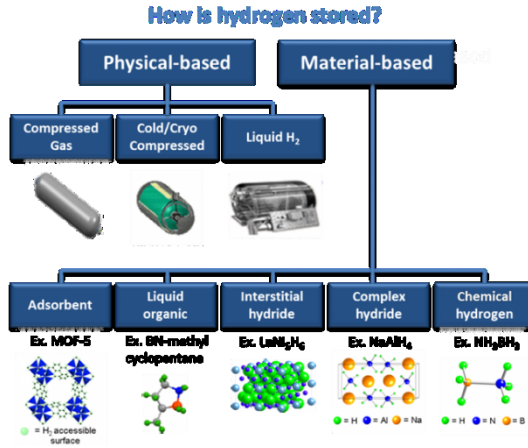 How is hydrogen stored?
Physical-based
Material-based
Compressed
Gas
Cold/Cryo
Compressed
Liquid H₂
Adsorbent
Liquid
organic
Interstitial
hydride
Complex
hydride
Chemical
hydrogen
Ex. MOF-5
Ex. BN-methyl
cyclopentane
Ex. LaNi₅H₆
Ex. NaAlH₄
Ex. NH₃BH₃
= H₂ accessible
surface
= H = Al = Na
= H = N = B